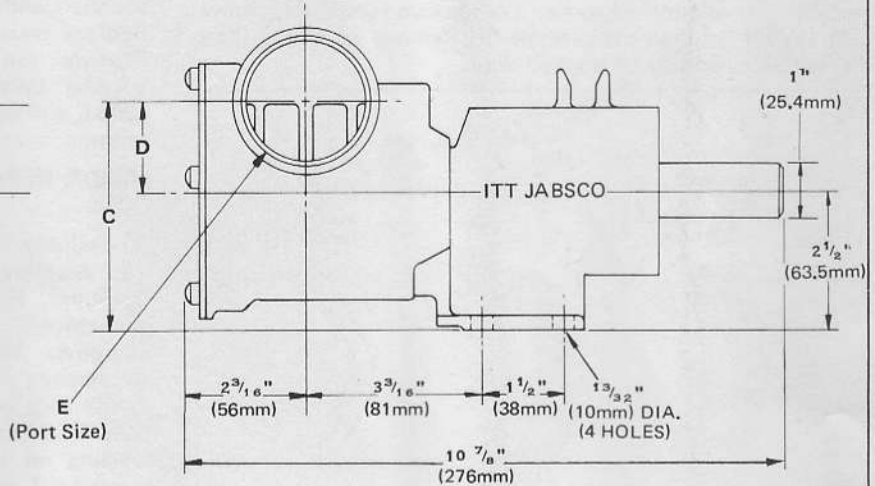 1"
(25.4mm)
D
C
ITT JABSCO
2 1/2"
(63.5mm)
2 3/16"
(56mm)
3 3/16"
(81mm)
1 1/2"
(38mm)
13/32"
(10mm) DIA.
(4 HOLES)
E
(Port Size)
10 7/8"
(276mm)